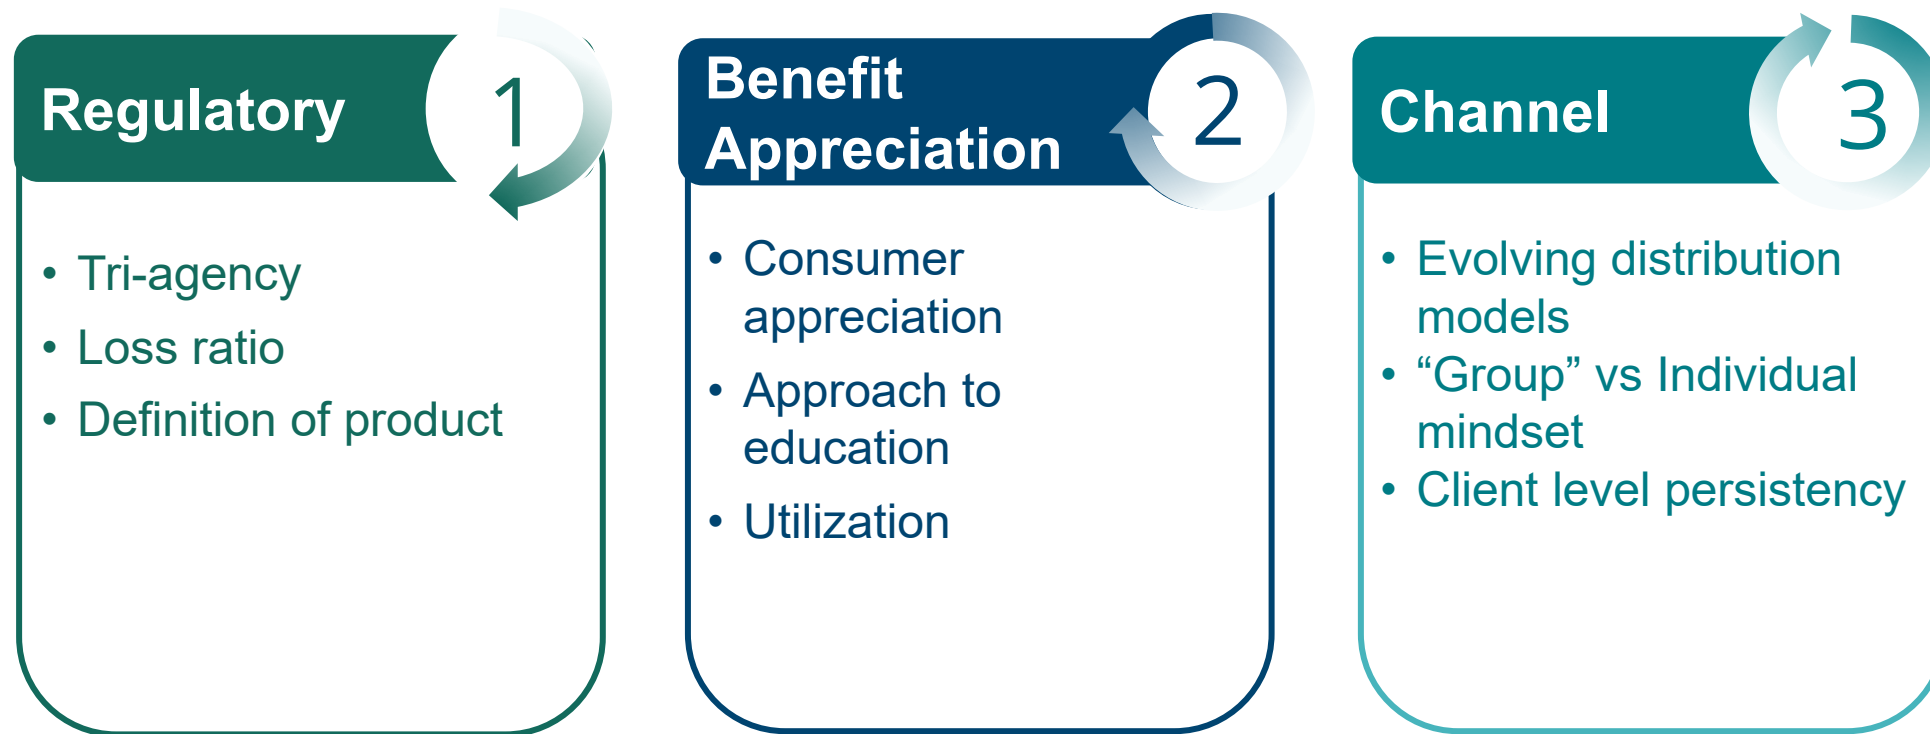 Regulatory
1
• Tri-agency
• Loss ratio
• Definition of product
Benefit
Appreciation
2
• Consumer
appreciation
• Approach to
education
• Utilization
Channel
3
• Evolving distribution
models
• “Group” vs Individual
mindset
• Client level persistency